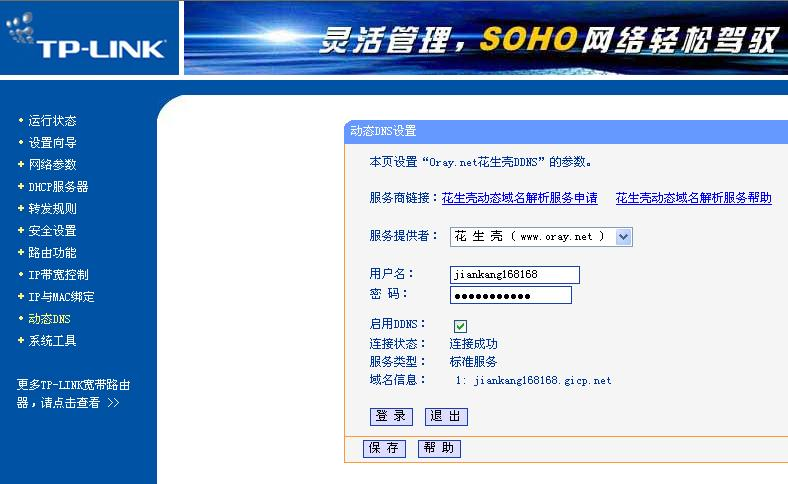 TP-LINK
灵活管理，SOHO网络轻松驾驭
运行状态
设置向导
网络参数
DHCP服务器
转发规则
安全设置
路由功能
IP带宽控制
IP与MAC绑定
动态DNS
系统工具
更多TP-LINK宽带路由
器，请点击查看 >>
动态DNS设置
本页设置“Oray.net花生壳DDNS”的参数。
服务商链接：花生壳动态域名解析服务申请 花生壳动态域名解析服务帮助
服务提供者： 花 生 壳 （ www.oray.net ）
用户名： jiankang168168
密 码： ●●●●●●●●●●●
启用DDNS：
连接状态： 连接成功
服务类型： 标准服务
域名信息： 1: jiankang168168.gicp.net
登 录 退 出
保 存 帮 助